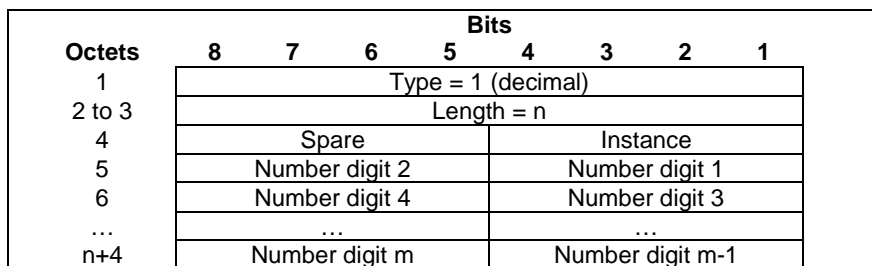 Bits
Octets 8 7 6 5 4 3 2 1
1 Type = 1 (decimal)
2 to 3 Length = n
4 Spare Instance
5 Number digit 2 Number digit 1
6 Number digit 4 Number digit 3
… … …
n+4 Number digit m Number digit m-1